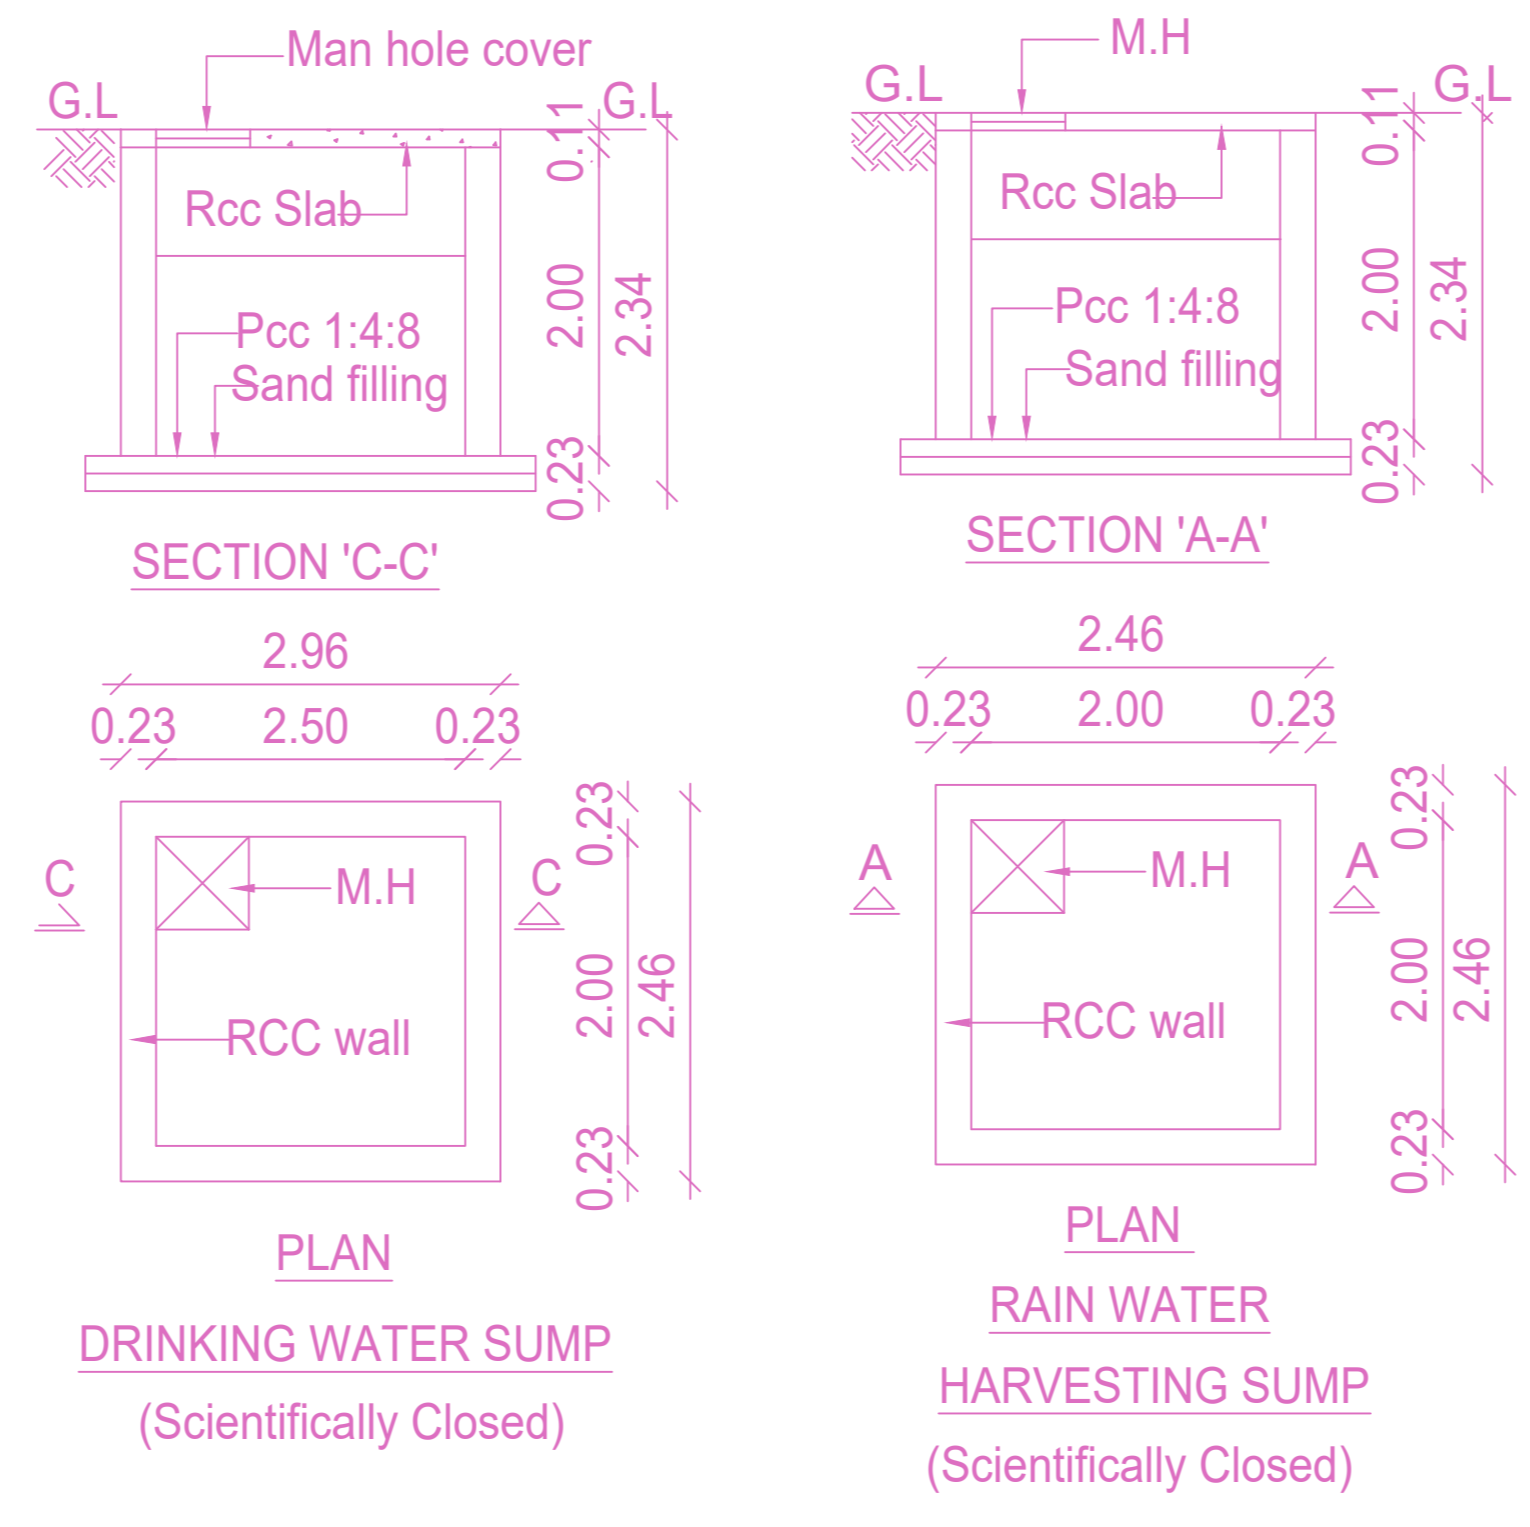 Man hole cover
G.L
G.L
0.11
Rcc Slab
2.00
2.34
Pcc 1:4:8
Sand filling
0.23
SECTION 'C-C'
2.96
0.23
2.50
0.23
0.23
C
C
M.H
2.00
2.46
RCC wall
0.23
PLAN
DRINKING WATER SUMP
(Scientifically Closed)
M.H
G.L
G.L
0.11
Rcc Slab
2.00
2.34
Pcc 1:4:8
Sand filling
0.23
SECTION 'A-A'
2.46
0.23
2.00
0.23
0.23
A
A
M.H
2.00
2.46
RCC wall
0.23
PLAN
RAIN WATER
HARVESTING SUMP
(Scientifically Closed)